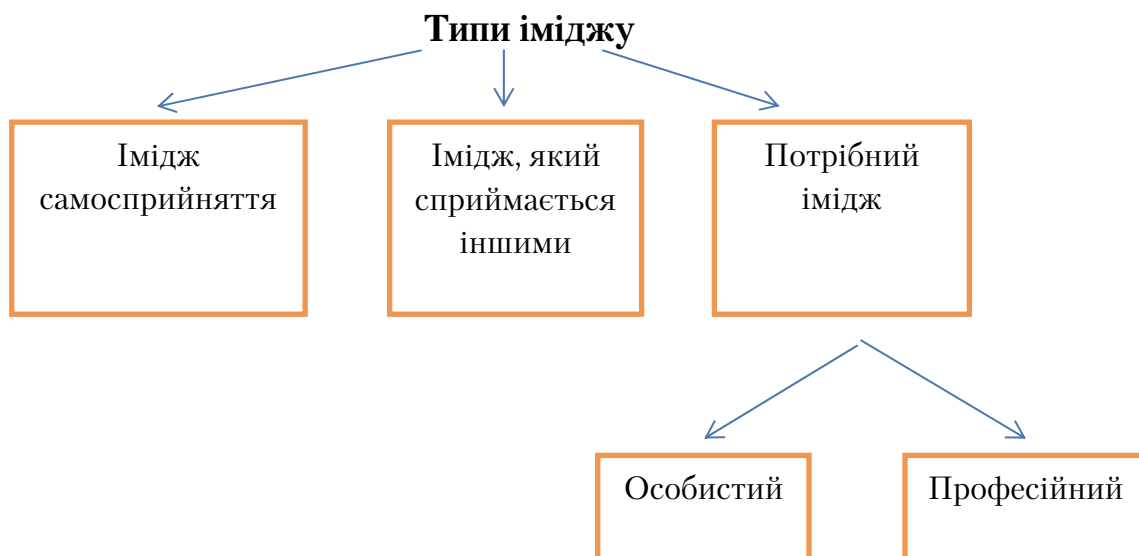 Типи іміджу
Імідж
самосприйняття
Імідж, який
сприймається
іншими
Потрібний
імідж
Особистий
Професійний